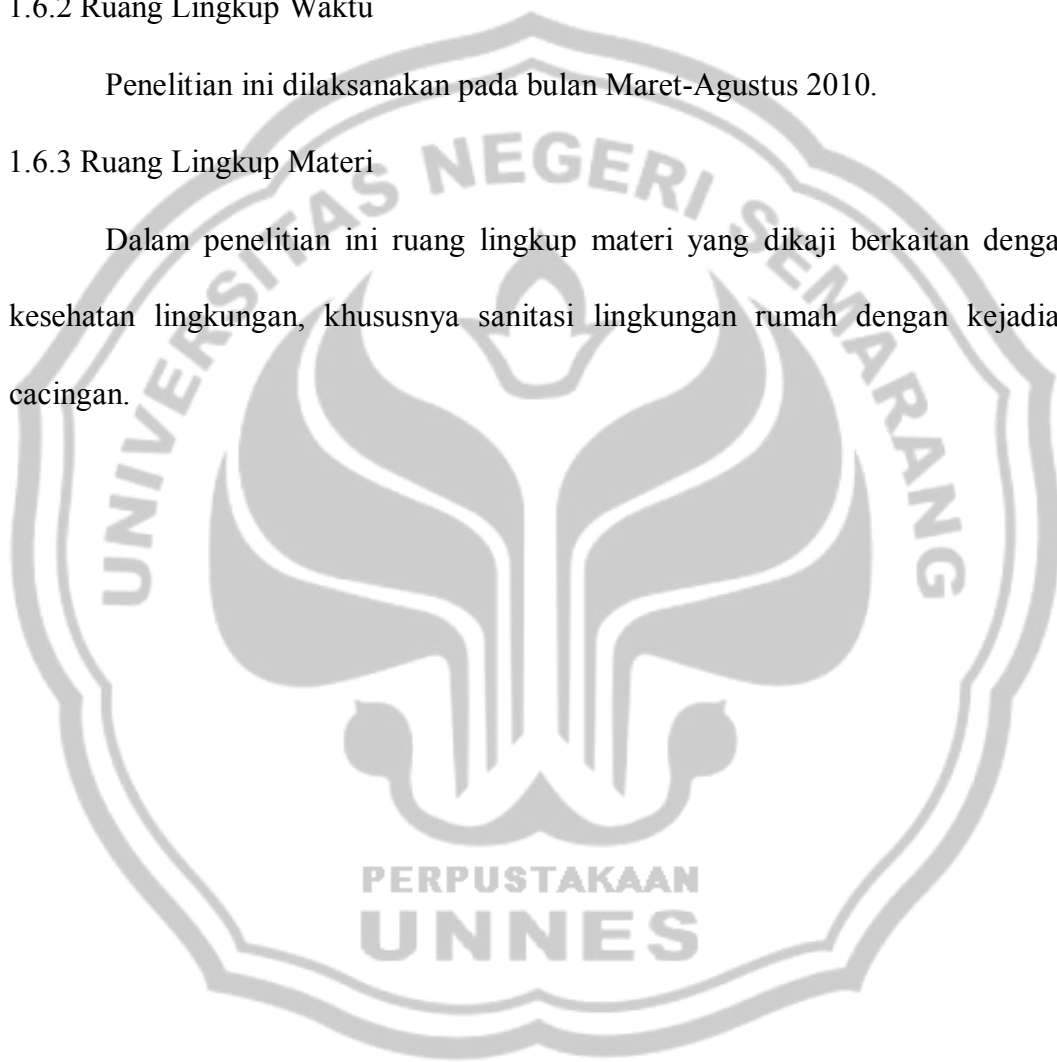 1.6.2 Ruang Lingkup Waktu
Penelitian ini dilaksanakan pada bulan Maret-Agustus 2010.
1.6.3 Ruang Lingkup Materi
Dalam penelitian ini ruang lingkup materi yang dikaji berkaitan denga
kesehatan lingkungan, khususnya sanitasi lingkungan rumah dengan kejadia
cacingan.
UNIVERSITAS NEGERI SEMARANG
PERPUSTAKAAN
UNNES